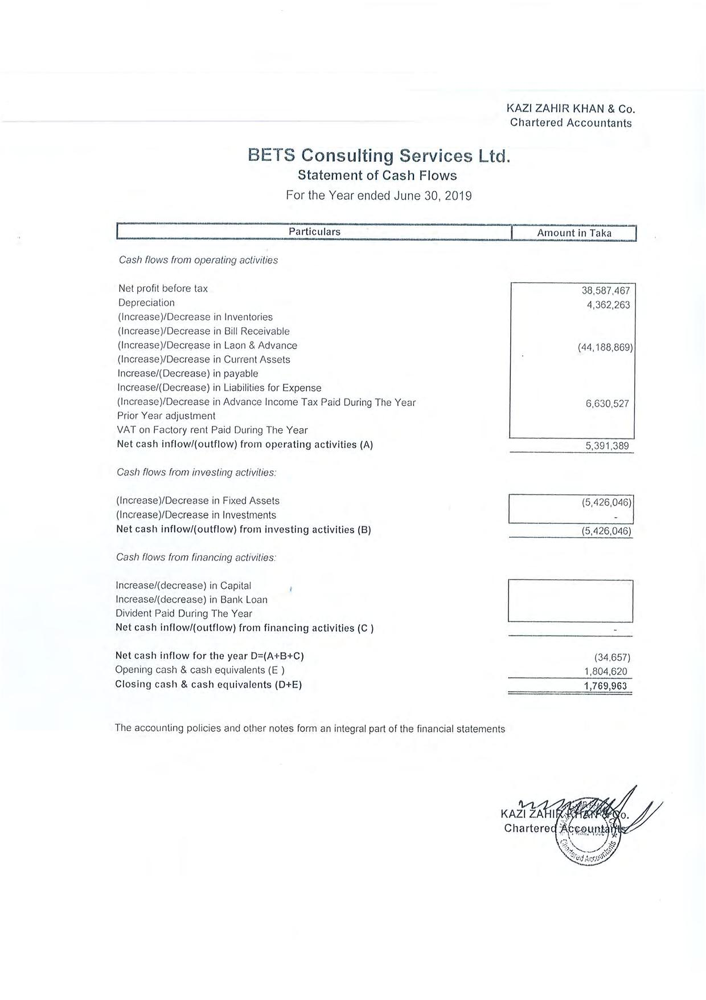 KAZI ZAHIR KHAN & Co.
Chartered Accountants
BETS Consulting Services Ltd.
Statement of Cash Flows
For the Year ended June 30, 2019
Particulars Amount in Taka
Cash flows from operating activities
Net profit before tax 38,587,467
Depreciation 4,362,263
(Increase)/Decrease in Inventories
(Increase)/Decrease in Bill Receivable
(Increase)/Decrease in Laon & Advance (44,188,869)
(Increase)/Decrease in Current Assets
Increase/(Decrease) in payable
Increase/(Decrease) in Liabilities for Expense
(Increase)/Decrease in Advance Income Tax Paid During The Year 6,630,527
Prior Year adjustment
VAT on Factory rent Paid During The Year
Net cash inflow/(outflow) from operating activities (A) 5,391,389
Cash flows from investing activities:
(Increase)/Decrease in Fixed Assets (5,426,046)
(Increase)/Decrease in Investments -
Net cash inflow/(outflow) from investing activities (B) (5,426,046)
Cash flows from financing activities:
Increase/(decrease) in Capital
Increase/(decrease) in Bank Loan
Divident Paid During The Year
Net cash inflow/(outflow) from financing activities (C ) -
Net cash inflow for the year D=(A+B+C) (34,657)
Opening cash & cash equivalents (E ) 1,804,620
Closing cash & cash equivalents (D+E) 1,769,963
The accounting policies and other notes form an integral part of the financial statements
KAZI ZAHIR KHAN & Co.
Chartered Accountants
Chartered Accountants